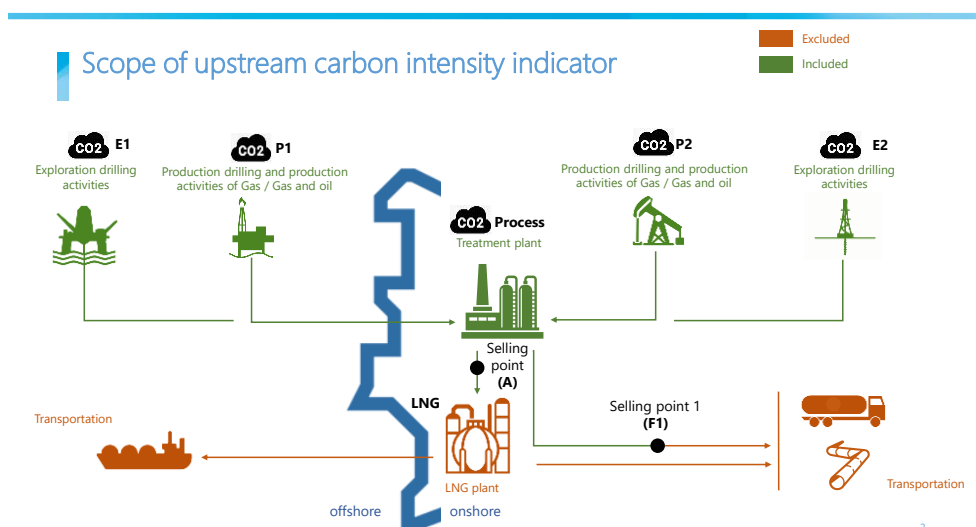 Scope of upstream carbon intensity indicator
Excluded
Included
CO2 E1
Exploration drilling
activities
CO2 P1
Production drilling and production
activities of Gas / Gas and oil
CO2 Process
Treatment plant
CO2 P2
Production drilling and production
activities of Gas / Gas and oil
CO2 E2
Exploration drilling
activities
Selling
point
(A)
LNG
LNG plant
Selling point 1
(F1)
Transportation
Transportation
offshore
onshore